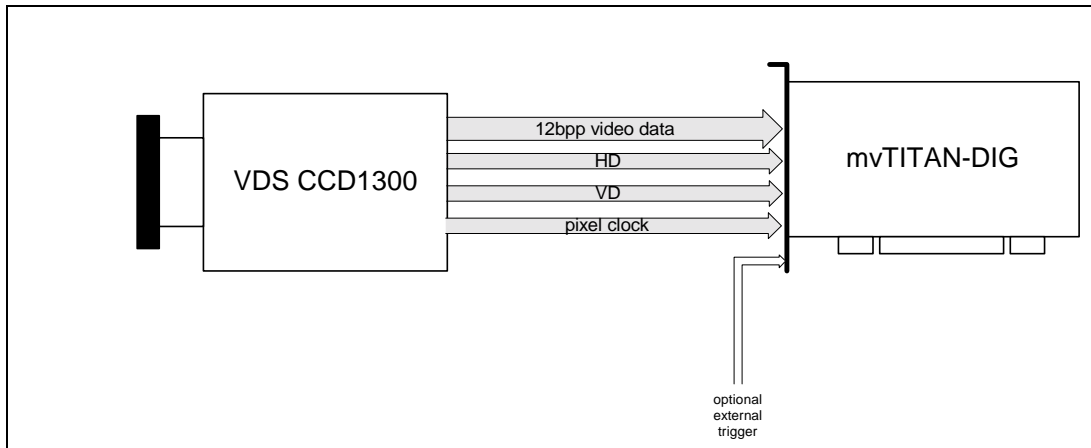 VDS CCD1300
12bpp video data
HD
VD
pixel clock
mvTITAN-DIG
optional
external
trigger